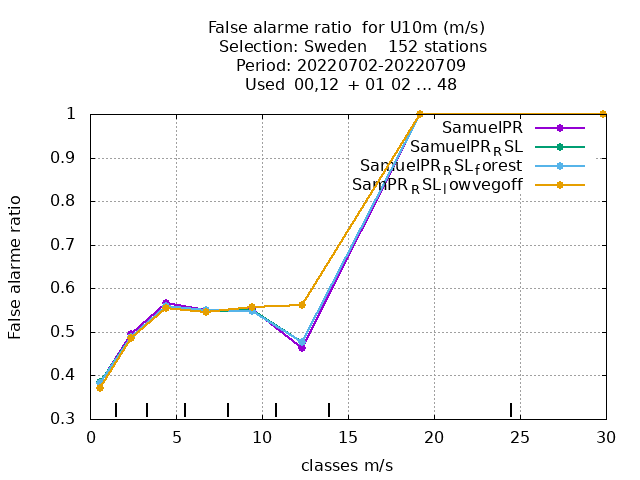 False alarme ratio  for U10m (m/s)
Selection: Sweden    152 stations
Period: 20220702-20220709
Used  00,12  + 01 02 ... 48
1
0.9
0.8
0.7
0.6
0.5
0.4
0.3
False alarme ratio
SamuelPR
SamuelPR_RSL
SamuelPR_RSL_forest
SamPR_RSL_lowvegoff
0 5 10 15 20 25 30
classes m/s